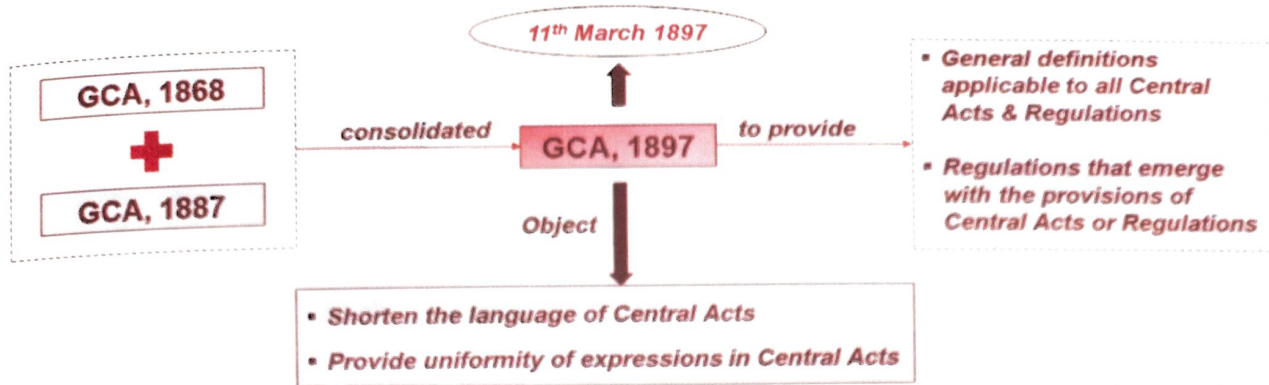 11th March 1897
GCA, 1868
GCA, 1887
consolidated
GCA, 1897
to provide
▪ General definitions
applicable to all Central
Acts & Regulations
▪ Regulations that emerge
with the provisions of
Central Acts or Regulations
Object
▪ Shorten the language of Central Acts
▪ Provide uniformity of expressions in Central Acts